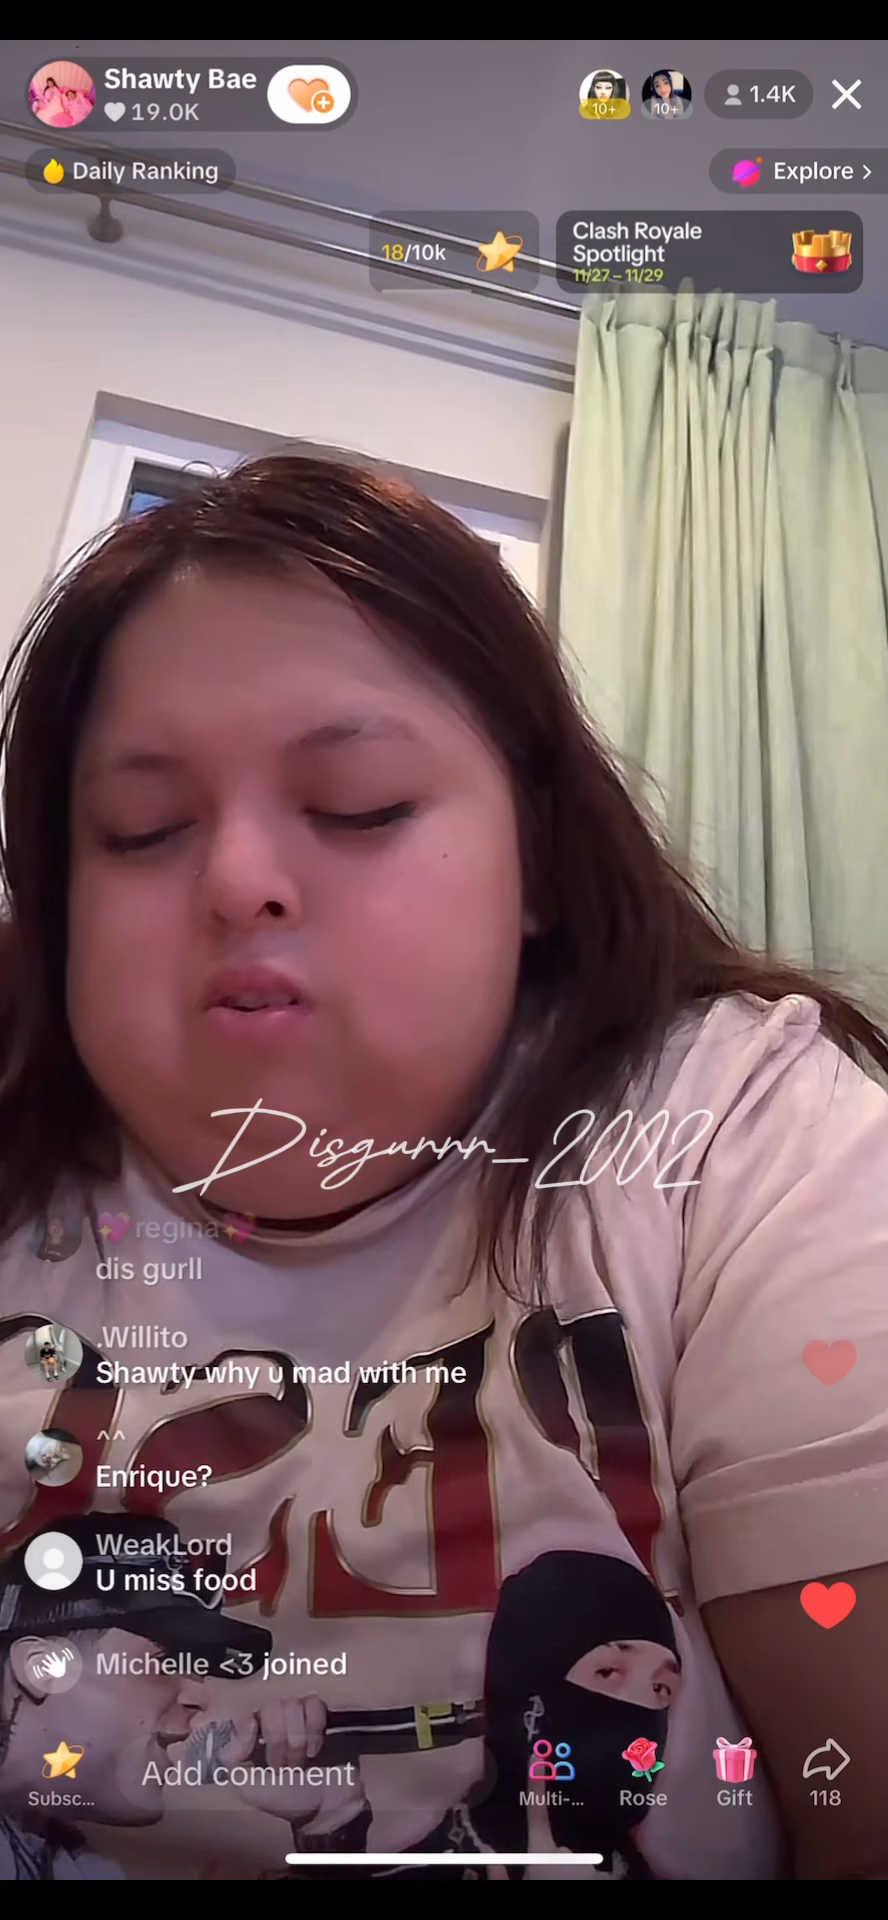 Shawty Bae
19.0K
10+
10+
1.4K
Daily Ranking
Explore >
18/10k
Clash Royale
Spotlight
11/27 – 11/29
Disgurrr_2002
💖regina💖
dis gurll
.Willito
Shawty why u mad with me
^^
Enrique?
WeakLord
U miss food
Michelle <3 joined
Add comment
Subsc...
Multi-...
Rose
Gift
118